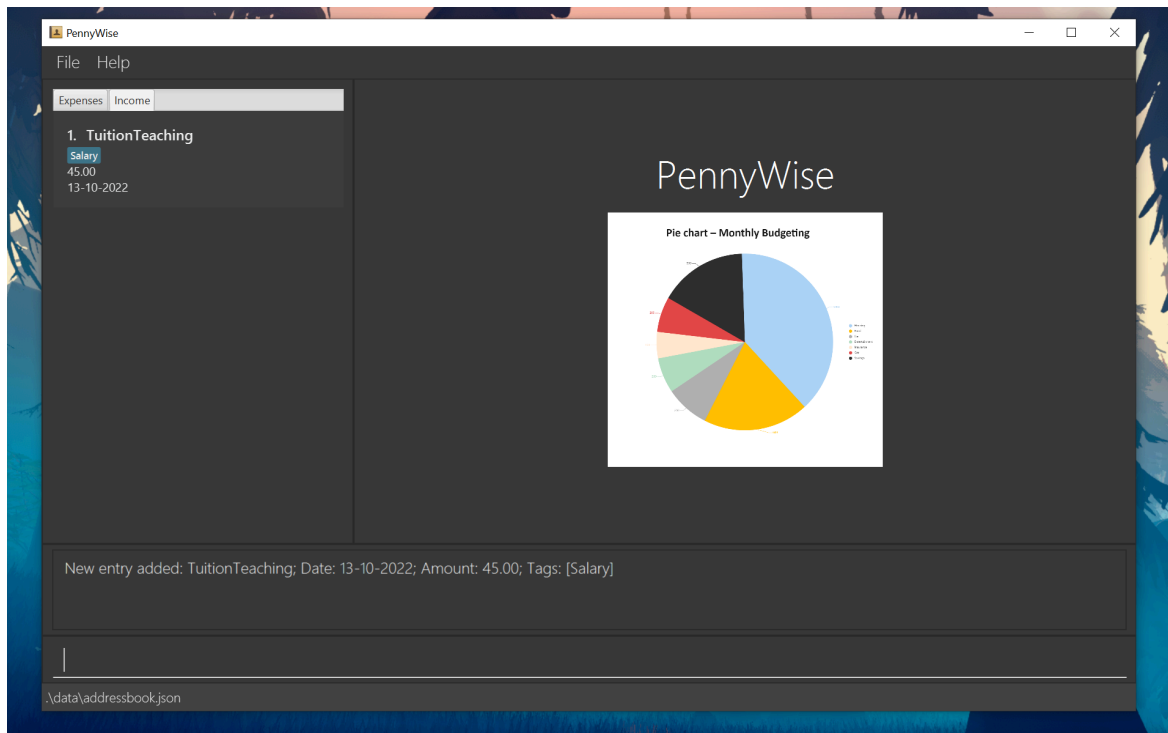 PennyWise
File Help
Expenses Income
1. TuitionTeaching
Salary
45.00
13-10-2022
PennyWise
Pie chart – Monthly Budgeting
New entry added: TuitionTeaching; Date: 13-10-2022; Amount: 45.00; Tags: [Salary]
.\data\addressbook.json